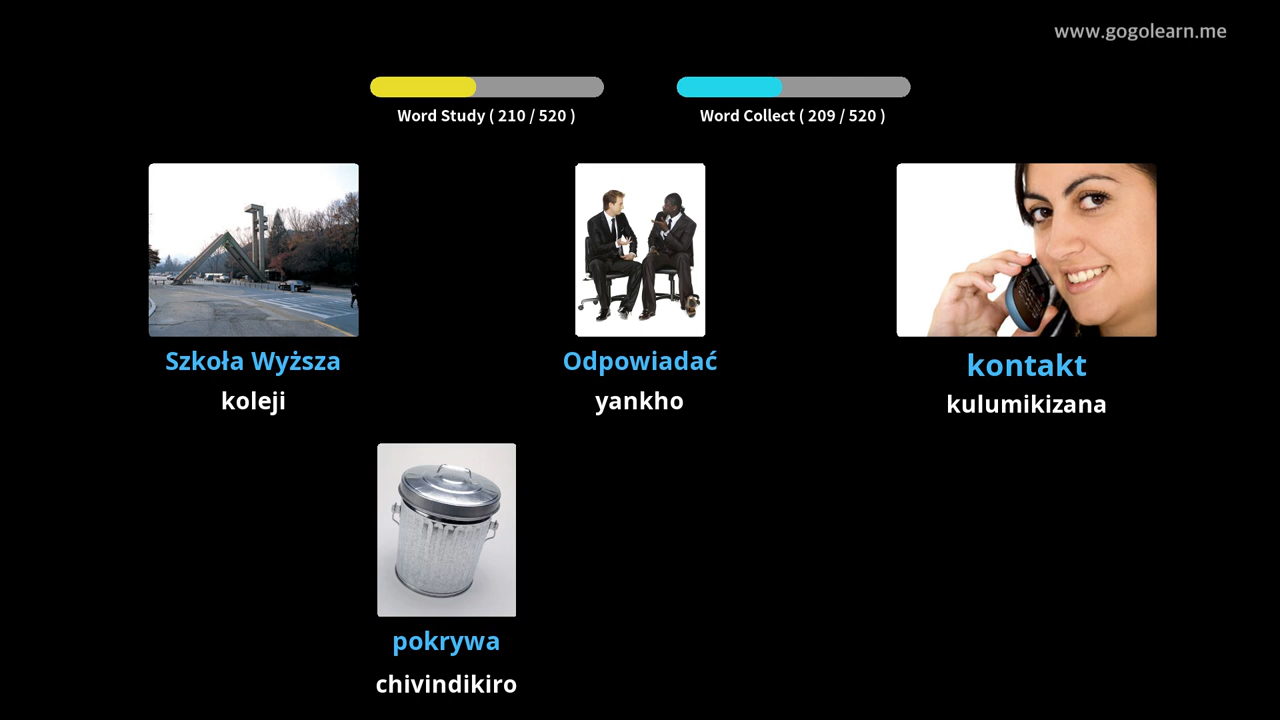 www.gogolearn.me
Word Study ( 210 / 520 )
Word Collect ( 209 / 520 )
Szkoła Wyższa
koleji
Odpowiadać
yankho
kontakt
kulumikizana
pokrywa
chivindikiro